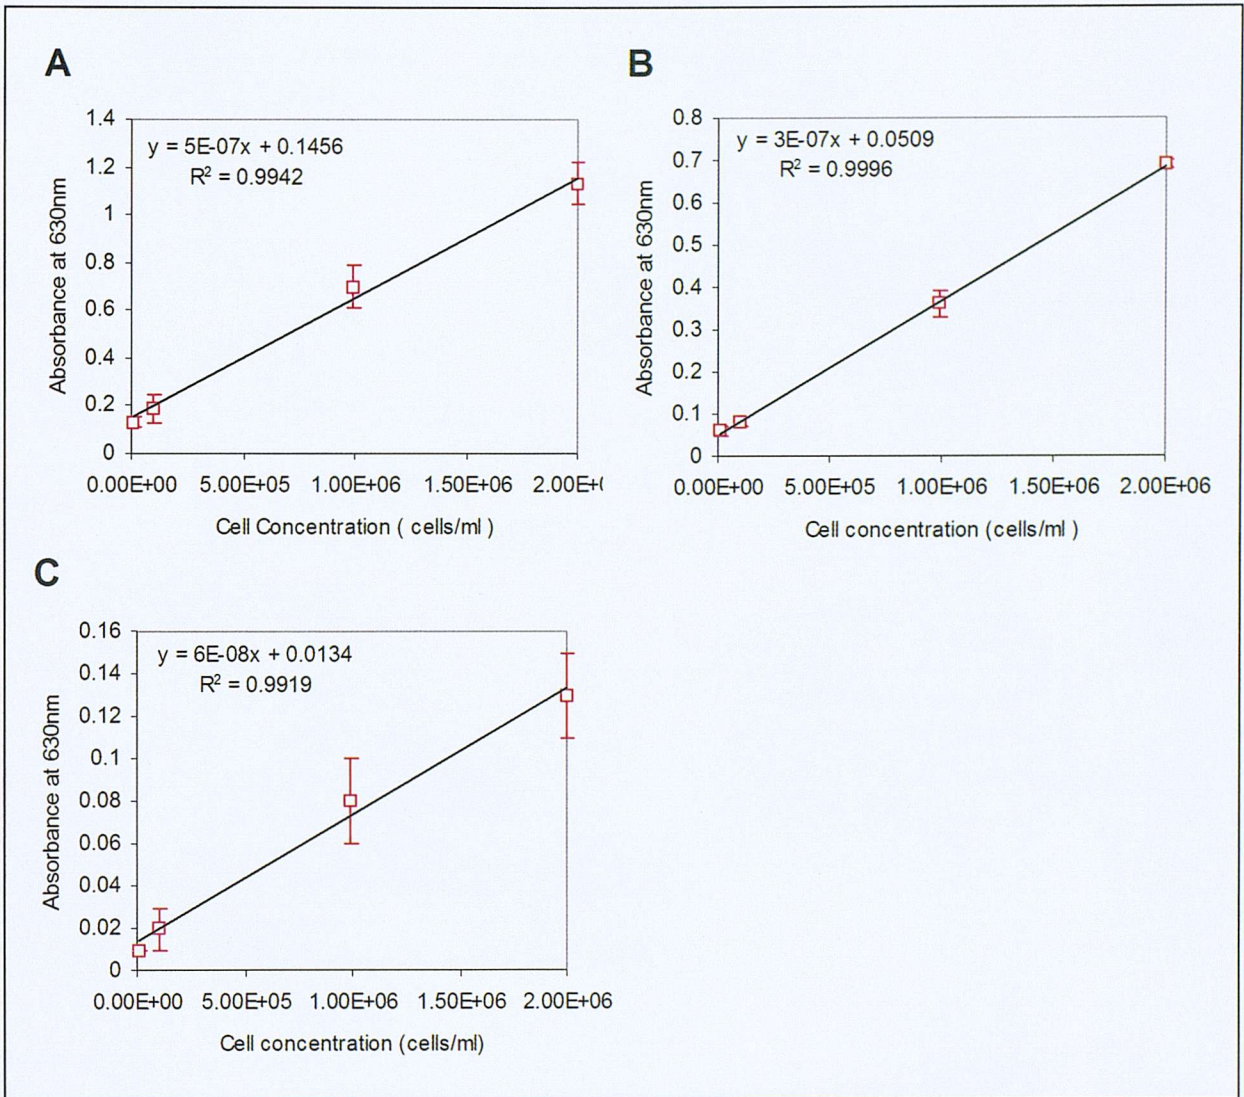 A
y = 5E-07x + 0.1456
R² = 0.9942
Absorbance at 630nm
1.4
1.2
1
0.8
0.6
0.4
0.2
0
0.00E+00 5.00E+05 1.00E+06 1.50E+06 2.00E+(
Cell Concentration ( cells/ml )
B
y = 3E-07x + 0.0509
R² = 0.9996
Absorbance at 630nm
0.8
0.7
0.6
0.5
0.4
0.3
0.2
0.1
0
0.00E+00 5.00E+05 1.00E+06 1.50E+06 2.00E+06
Cell concentration (cells/ml )
C
y = 6E-08x + 0.0134
R² = 0.9919
Absorbance at 630nm
0.16
0.14
0.12
0.1
0.08
0.06
0.04
0.02
0
0.00E+00 5.00E+05 1.00E+06 1.50E+06 2.00E+06
Cell concentration (cells/ml)